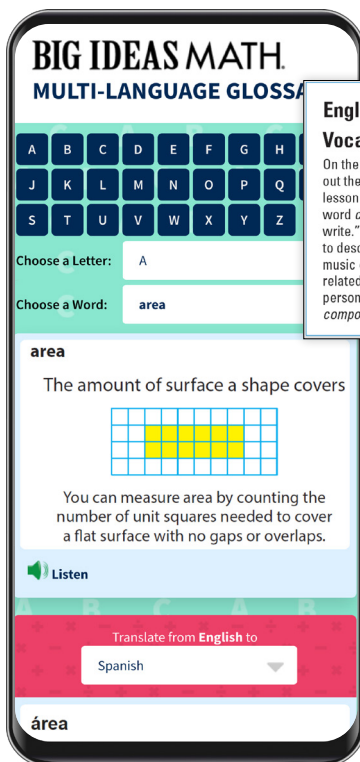 BIG IDEAS MATH.
MULTI-LANGUAGE GLOSSA
A B C D E F G H
J K L M N O P Q
S T U V W X Y Z
Choose a Letter: A
Choose a Word: area
area
The amount of surface a shape covers
You can measure area by counting the
number of unit squares needed to cover
a flat surface with no gaps or overlaps.
Listen
Translate from English to
Spanish
área
Engl
Voca
On the
out the
lesson
word
write."
to desc
music
related
person
compo